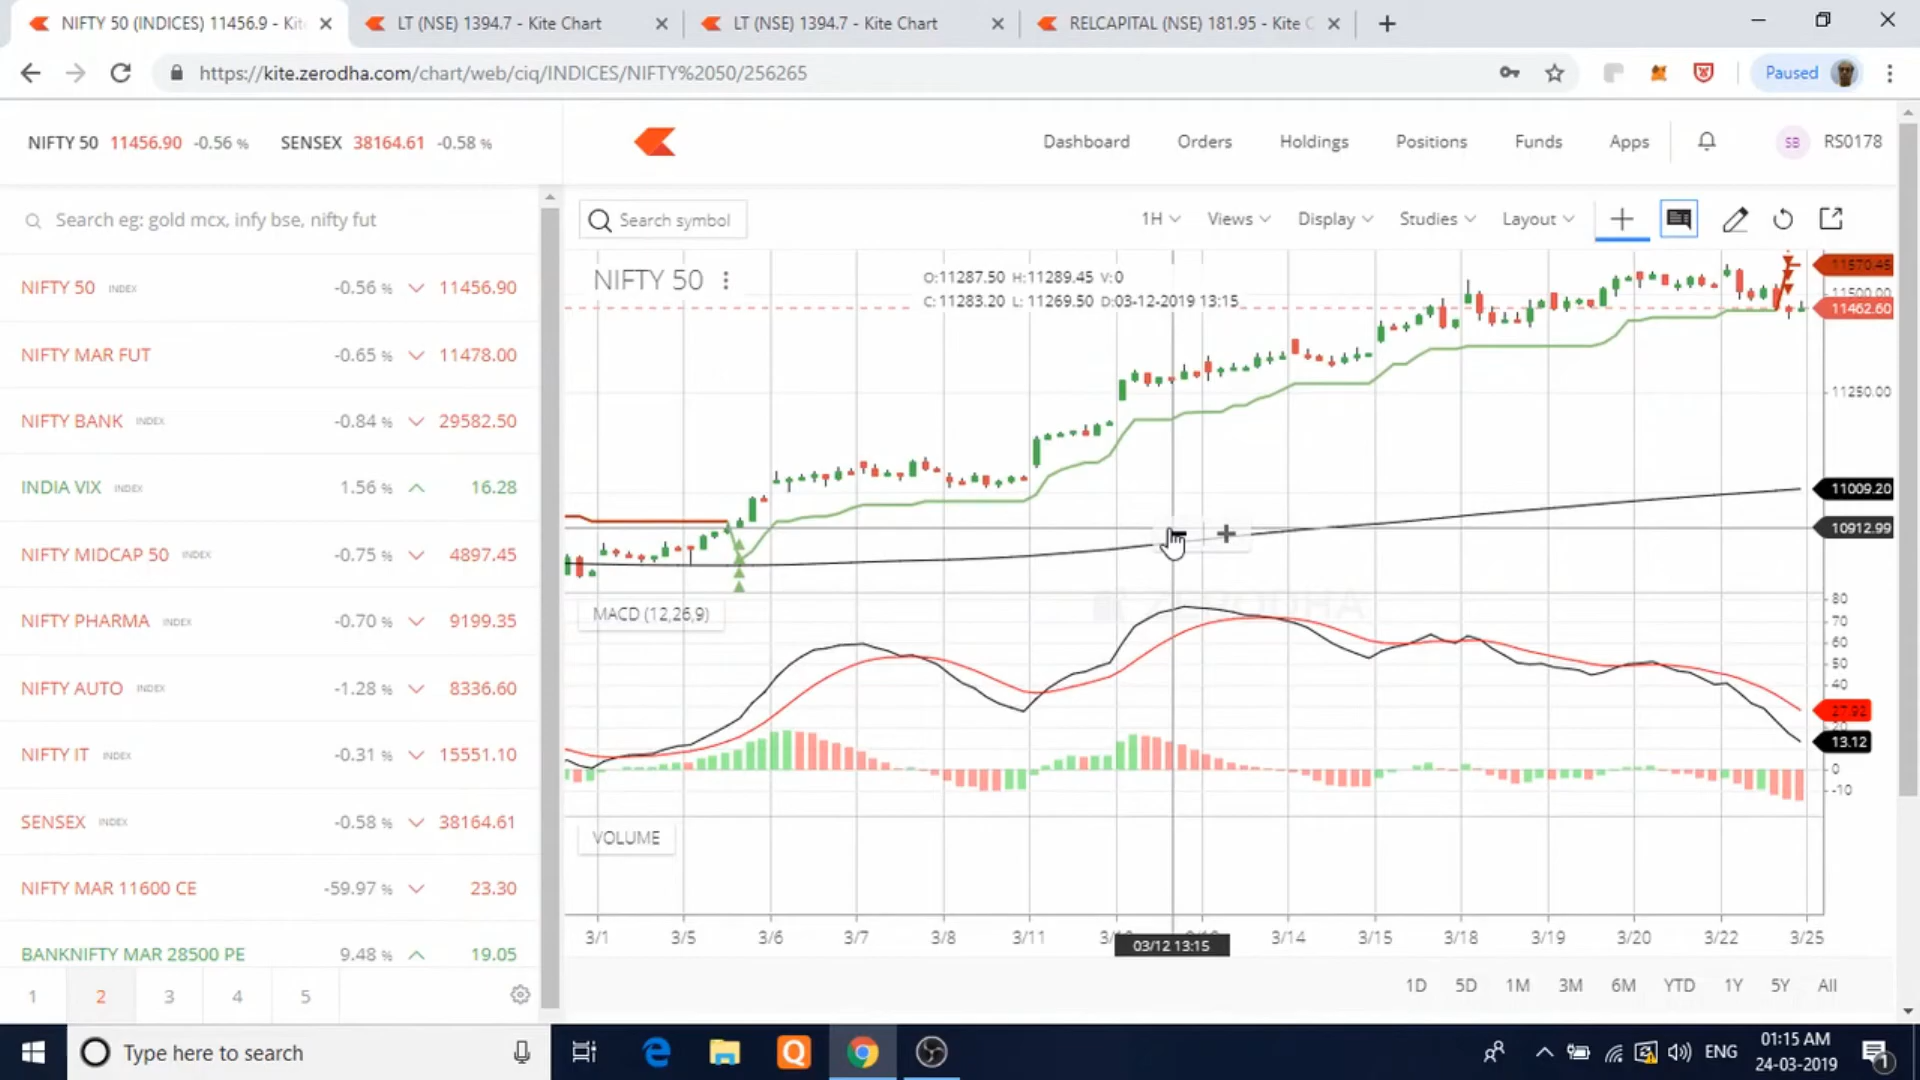 NIFTY 50 (INDICES) 11456.9 - Kit
LT (NSE) 1394.7 - Kite Chart
LT (NSE) 1394.7 - Kite Chart
RELCAPITAL (NSE) 181.95 - Kite C
https://kite.zerodha.com/chart/web/ciq/INDICES/NIFTY%2050/256265
Paused
NIFTY 50 11456.90 -0.56 %
SENSEX 38164.61 -0.58 %
Dashboard
Orders
Holdings
Positions
Funds
Apps
SB
RS0178
Search eg: gold mcx, infy bse, nifty fut
Search symbol
1H
Views
Display
Studies
Layout
NIFTY 50 INDEX -0.56 % 11456.90
NIFTY MAR FUT -0.65 % 11478.00
NIFTY BANK INDEX -0.84 % 29582.50
INDIA VIX INDEX 1.56 % 16.28
NIFTY MIDCAP 50 INDEX -0.75 % 4897.45
NIFTY PHARMA INDEX -0.70 % 9199.35
NIFTY AUTO INDEX -1.28 % 8336.60
NIFTY IT INDEX -0.31 % 15551.10
SENSEX INDEX -0.58 % 38164.61
NIFTY MAR 11600 CE -59.97 % 23.30
BANKNIFTY MAR 28500 PE 9.48 % 19.05
1 2 3 4 5
NIFTY 50
O:11287.50 H:11289.45 V:0
C:11283.20 L:11269.50 D:03-12-2019 13:15
11570.45
11500.00
11462.60
11250.00
11009.20
10912.99
MACD (12,26,9)
80
70
60
50
40
27.92
20
13.12
0
-10
VOLUME
3/1 3/5 3/6 3/7 3/8 3/11 03/12 13:15 3/14 3/15 3/18 3/19 3/20 3/22 3/25
1D 5D 1M 3M 6M YTD 1Y 5Y All
Type here to search
ENG
01:15 AM
24-03-2019
1